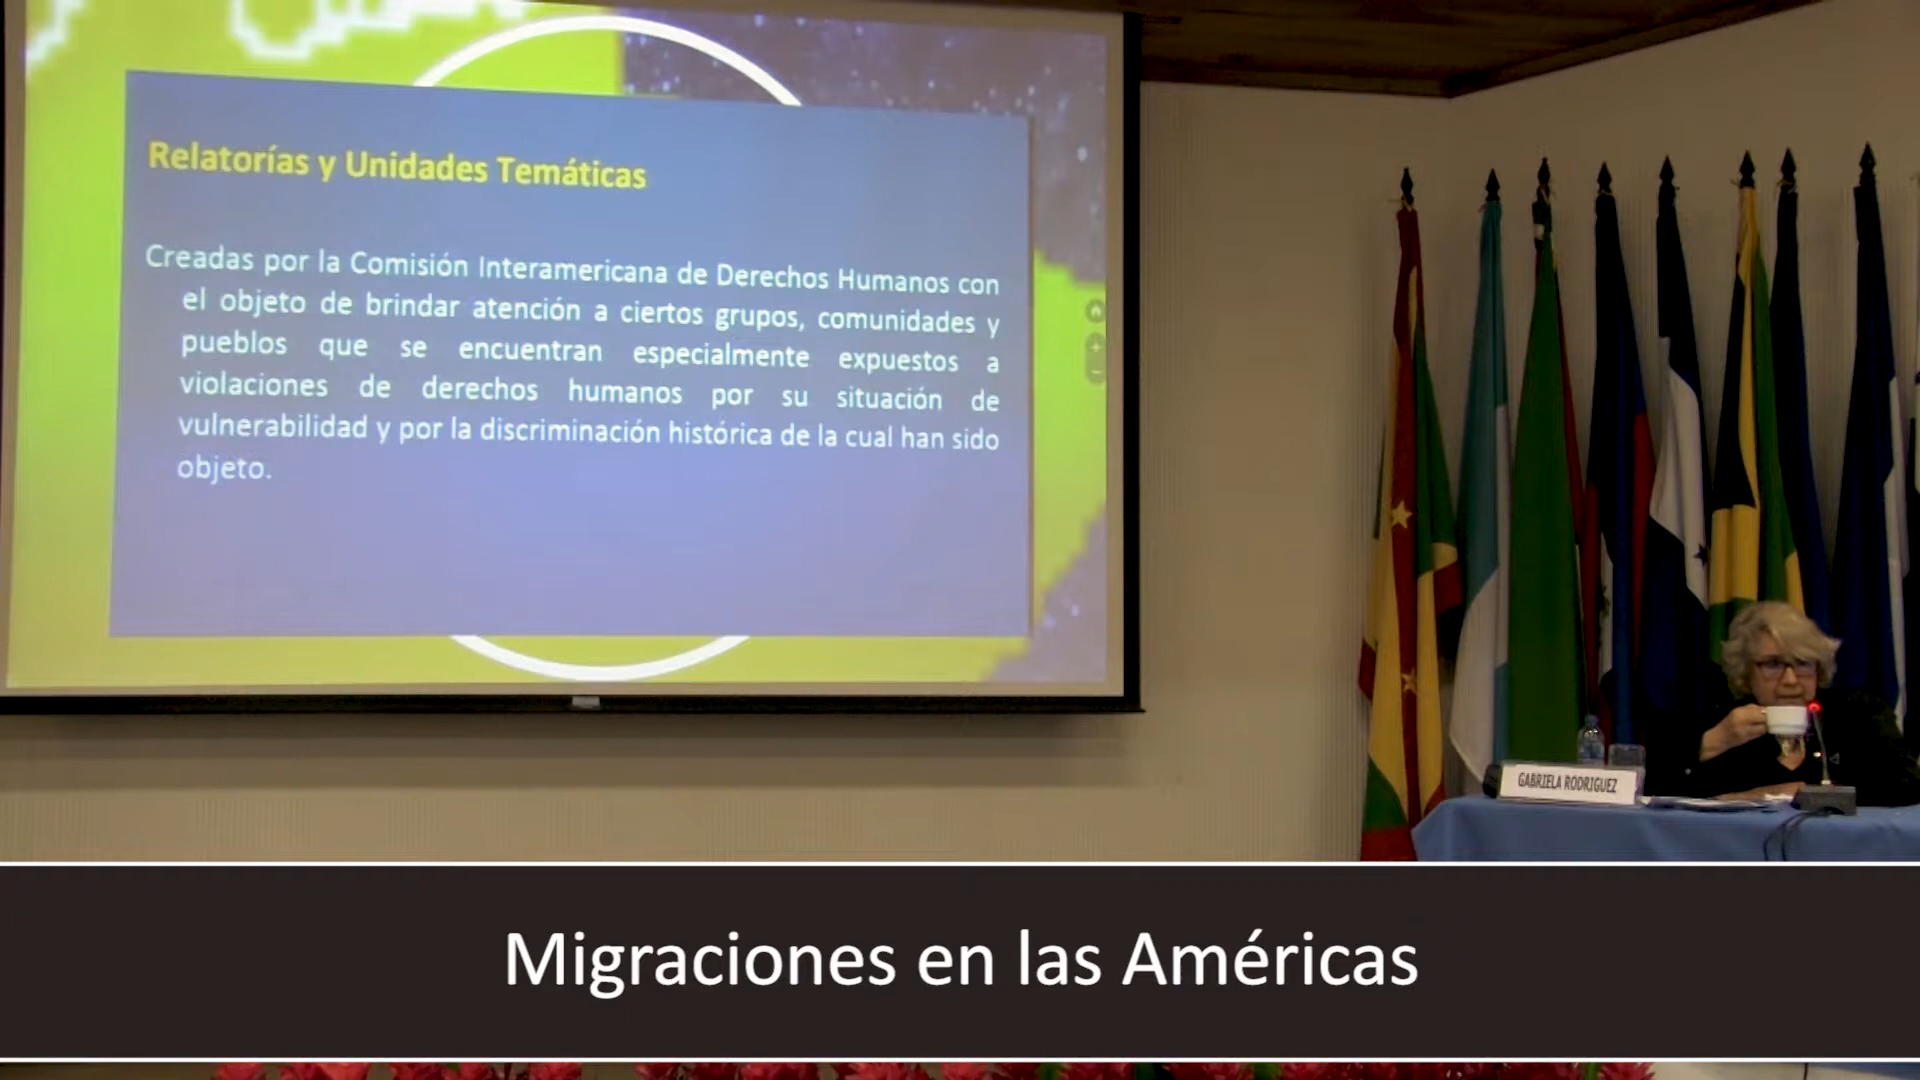 Relatorías y Unidades Temáticas
Creadas por la Comisión Interamericana de Derechos Humanos con
el objeto de brindar atención a ciertos grupos, comunidades y
pueblos que se encuentran especialmente expuestos a
violaciones de derechos humanos por su situación de
vulnerabilidad y por la discriminación histórica de la cual han sido
objeto.
GABRIELA RODRIGUEZ
Migraciones en las Américas